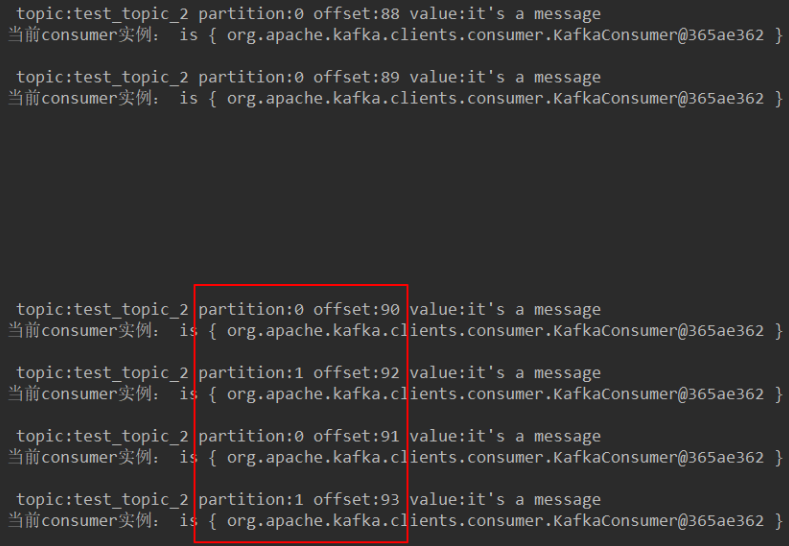 topic:test_topic_2 partition:0 offset:88 value:it's a message
当前consumer实例： is { org.apache.kafka.clients.consumer.KafkaConsumer@365ae362 }
topic:test_topic_2 partition:0 offset:89 value:it's a message
当前consumer实例： is { org.apache.kafka.clients.consumer.KafkaConsumer@365ae362 }
topic:test_topic_2 partition:0 offset:90 value:it's a message
当前consumer实例： is { org.apache.kafka.clients.consumer.KafkaConsumer@365ae362 }
topic:test_topic_2 partition:1 offset:92 value:it's a message
当前consumer实例： is { org.apache.kafka.clients.consumer.KafkaConsumer@365ae362 }
topic:test_topic_2 partition:0 offset:91 value:it's a message
当前consumer实例： is { org.apache.kafka.clients.consumer.KafkaConsumer@365ae362 }
topic:test_topic_2 partition:1 offset:93 value:it's a message
当前consumer实例： is { org.apache.kafka.clients.consumer.KafkaConsumer@365ae362 }